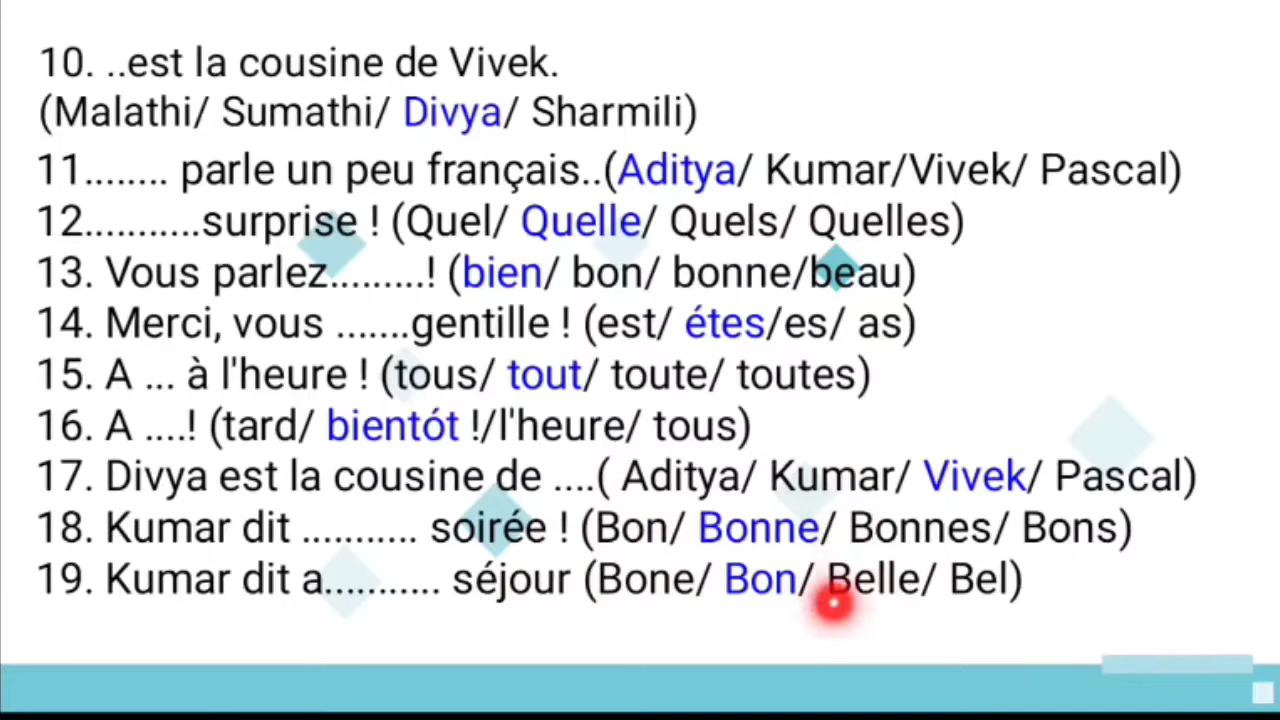 10. ..est la cousine de Vivek.
(Malathi/ Sumathi/ Divya/ Sharmili)
11........ parle un peu français..(Aditya/ Kumar/Vivek/ Pascal)
12...........surprise ! (Quel/ Quelle/ Quels/ Quelles)
13. Vous parlez.........! (bien/ bon/ bonne/beau)
14. Merci, vous .......gentille ! (est/ étes/es/ as)
15. A ... à l'heure ! (tous/ tout/ toute/ toutes)
16. A ....! (tard/ bientót !/l'heure/ tous)
17. Divya est la cousine de ....( Aditya/ Kumar/ Vivek/ Pascal)
18. Kumar dit ........... soirée ! (Bon/ Bonne/ Bonnes/ Bons)
19. Kumar dit a........... séjour (Bone/ Bon/ Belle/ Bel)